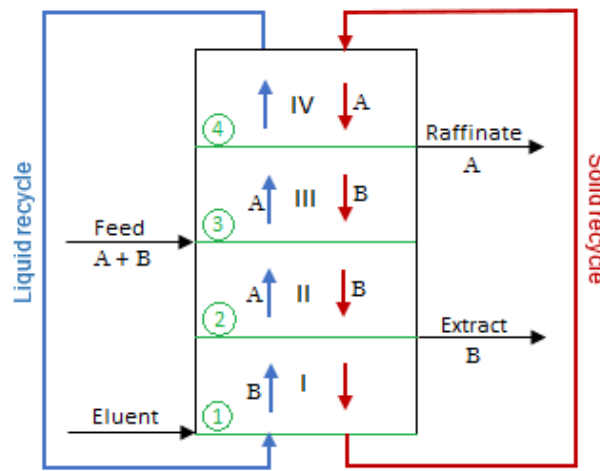 IV
A
4
Raffinate
A
Liquid recycle
Solid recycle
A
III
B
3
Feed
A + B
A
II
B
2
Extract
B
B
I
1
Eluent